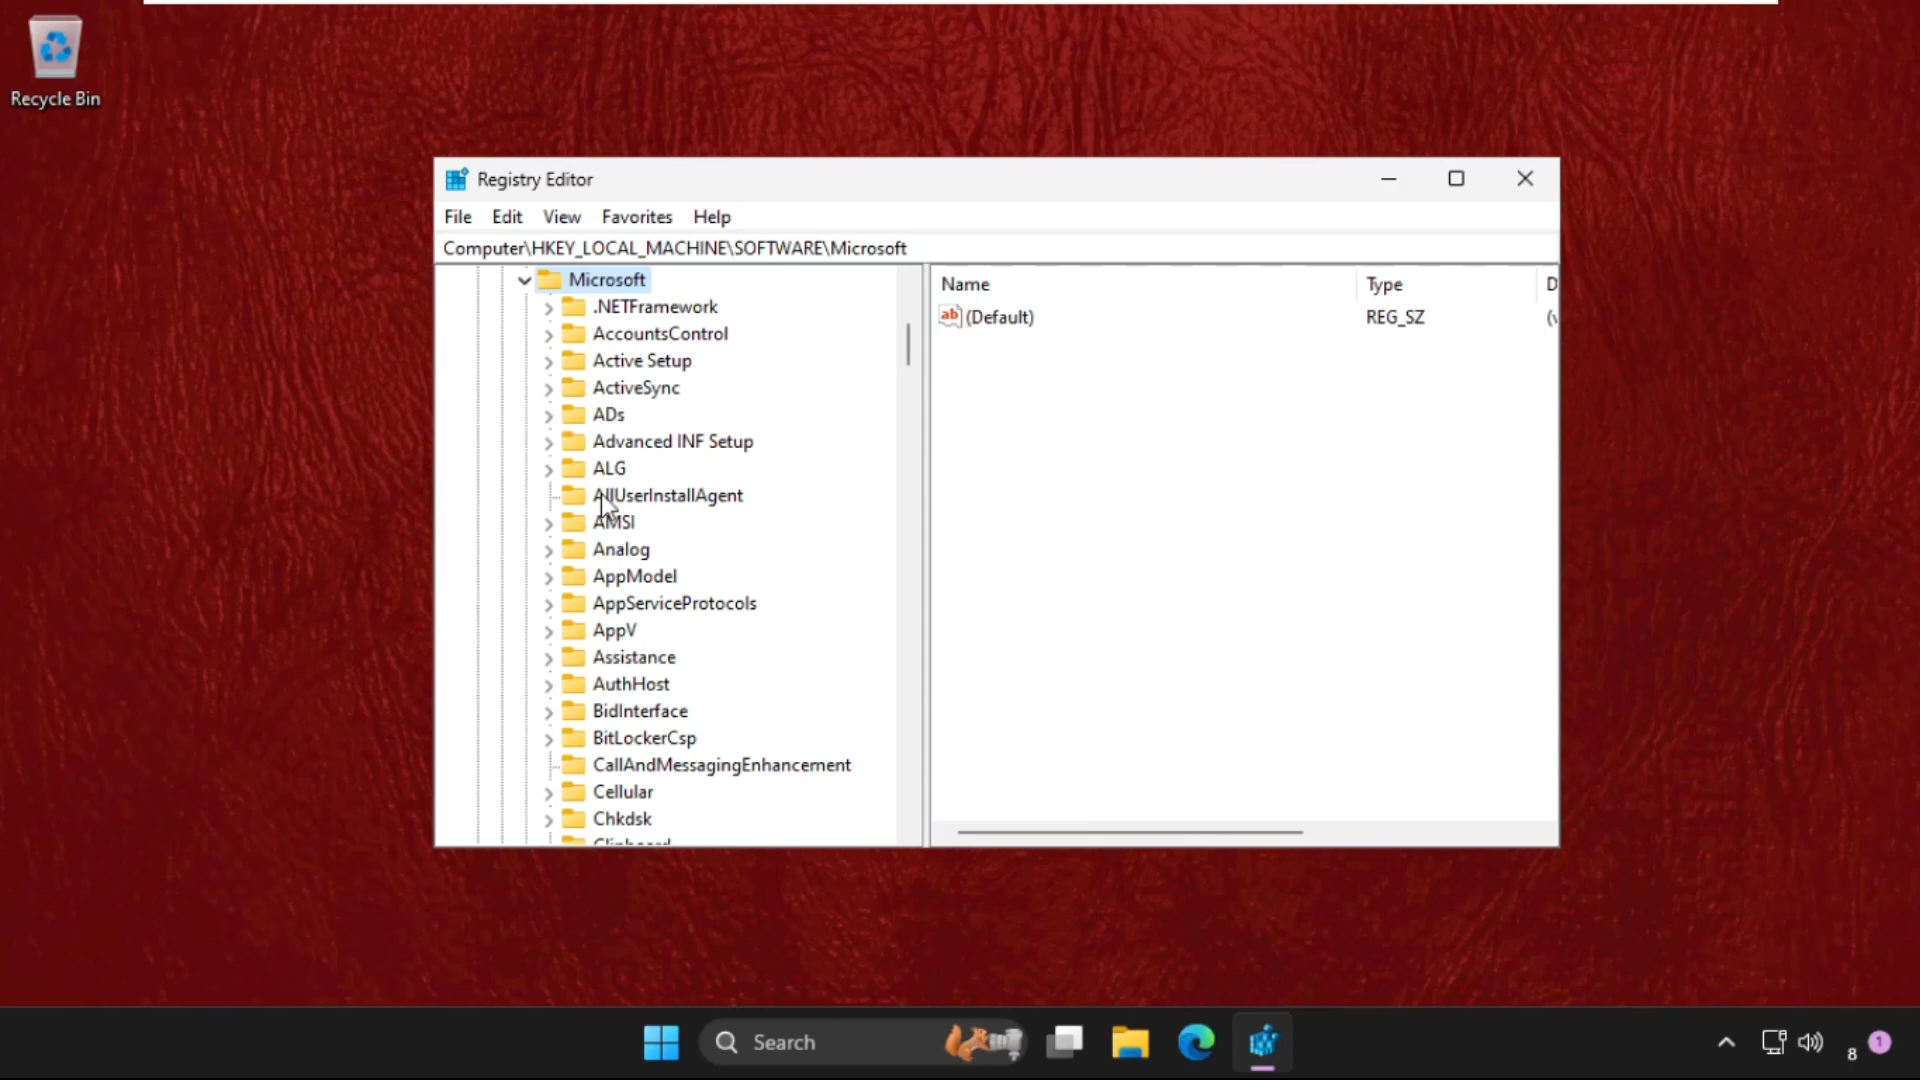 Recycle Bin
Registry Editor
File Edit View Favorites Help
Computer\HKEY_LOCAL_MACHINE\SOFTWARE\Microsoft
Microsoft
.NETFramework
AccountsControl
Active Setup
ActiveSync
ADs
Advanced INF Setup
ALG
AllUserInstallAgent
AMSI
Analog
AppModel
AppServiceProtocols
AppV
Assistance
AuthHost
BidInterface
BitLockerCsp
CallAndMessagingEnhancement
Cellular
Chkdsk
Clipboard
Name Type D
ab (Default) REG_SZ (v
Search
8 1